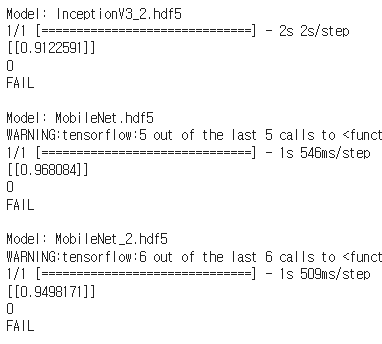 Model: InceptionV3_2.hdf5
1/1 [==============================] - 2s 2s/step
[[0.9122591]]
0
FAIL
Model: MobileNet.hdf5
WARNING:tensorflow:5 out of the last 5 calls to <funct
1/1 [==============================] - 1s 546ms/step
[[0.968084]]
0
FAIL
Model: MobileNet_2.hdf5
WARNING:tensorflow:6 out of the last 6 calls to <funct
1/1 [==============================] - 1s 509ms/step
[[0.9498171]]
0
FAIL